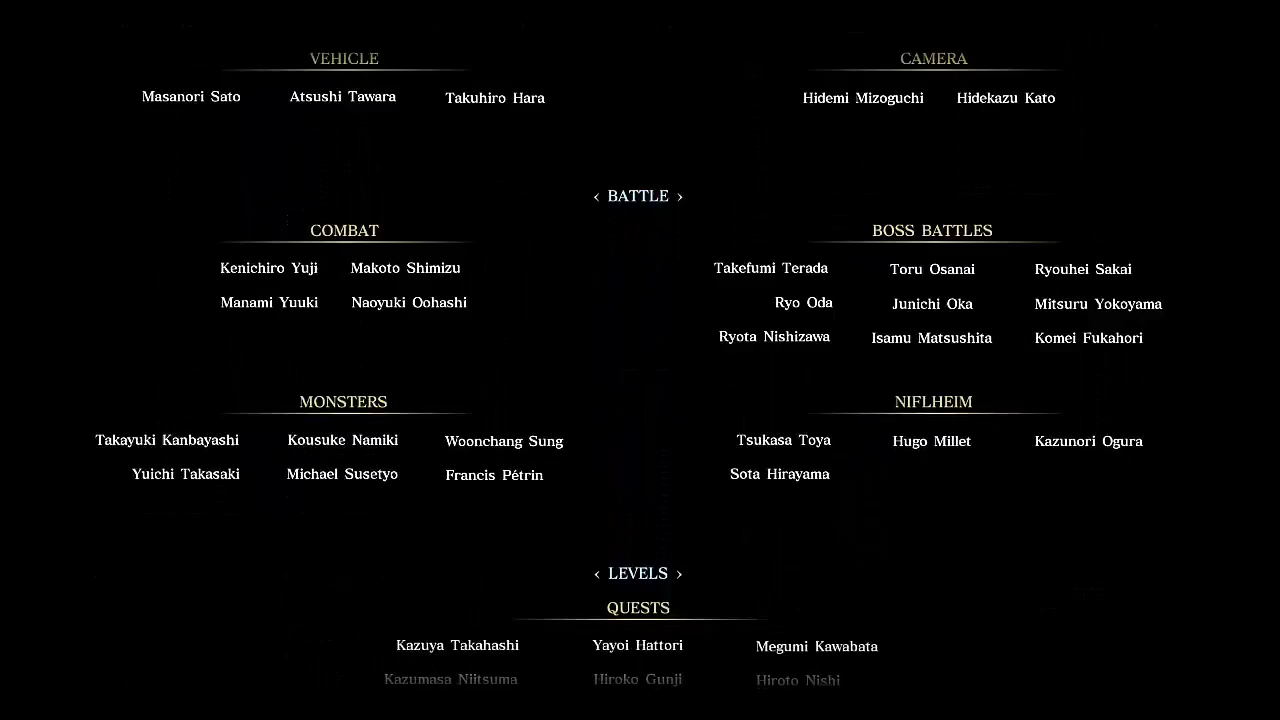 VEHICLE CAMERA
Masanori Sato Atsushi Tawara Takuhiro Hara Hidemi Mizoguchi Hidekazu Kato
‹ BATTLE ›
COMBAT BOSS BATTLES
Kenichiro Yuji Makoto Shimizu Takefumi Terada Toru Osanai Ryouhei Sakai
Manami Yuuki Naoyuki Oohashi Ryo Oda Junichi Oka Mitsuru Yokoyama
Ryota Nishizawa Isamu Matsushita Komei Fukahori
MONSTERS NIFLHEIM
Takayuki Kanbayashi Kousuke Namiki Woonchang Sung Tsukasa Toya Hugo Millet Kazunori Ogura
Yuichi Takasaki Michael Susetyo Francis Pétrin Sota Hirayama
‹ LEVELS ›
QUESTS
Kazuya Takahashi Yayoi Hattori Megumi Kawabata
Kazumasa Niitsuma Hiroko Gunji Hiroto Nishi